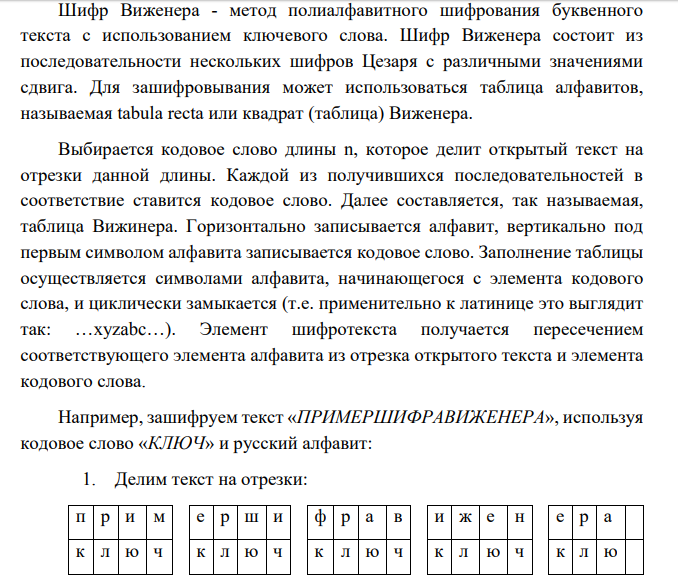 Шифр Виженера - метод полиалфавитного шифрования буквенного
текста с использованием ключевого слова. Шифр Виженера состоит из
последовательности нескольких шифров Цезаря с различными значениями
сдвига. Для зашифровывания может использоваться таблица алфавитов,
называемая tabula recta или квадрат (таблица) Виженера.
Выбирается кодовое слово длины n, которое делит открытый текст на
отрезки данной длины. Каждой из получившихся последовательностей в
соответствие ставится кодовое слово. Далее составляется, так называемая,
таблица Вижинера. Горизонтально записывается алфавит, вертикально под
первым символом алфавита записывается кодовое слово. Заполнение таблицы
осуществляется символами алфавита, начинающегося с элемента кодового
слова, и циклически замыкается (т.е. применительно к латинице это выглядит
так: …xyzabc…). Элемент шифротекста получается пересечением
соответствующего элемента алфавита из отрезка открытого текста и элемента
кодового слова.
Например, зашифруем текст «ПРИМЕРШИФРАВИЖЕНЕРА», используя
кодовое слово «КЛЮЧ» и русский алфавит:
1. Делим текст на отрезки:
п р и м е р ш и ф р а в и ж е н е р а
к л ю ч к л ю ч к л ю ч к л ю ч к л ю